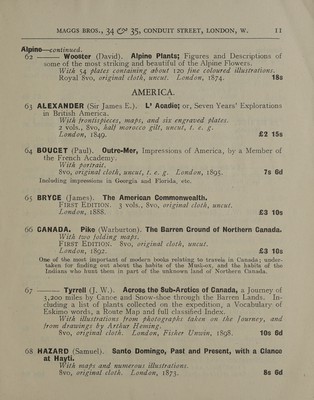 MAGGS BROS., 34 & 35, CONDUIT STREET, LONDON, W. 11
Alpine—continued.
62 ——— Wooster (David). Alpine Plants; Figures and Descriptions of
some of the most striking and beautiful of the Alpine Flowers.
With 54 plates containing about 120 fine coloured illustrations.
Royal 8vo, original cloth, uncut. London, 1874. 18s
AMERICA.
63 ALEXANDER (Sir James E.). L' Acadie; or, Seven Years' Explorations
in British America.
With frontispieces, maps, and six engraved plates.
2 vols., 8vo, half morocco gilt, uncut, t. e. g.
London, 1849. £2 15s
64 BOUCET (Paul). Outre-Mer, Impressions of America, by a Member of
the French Academy.
With portrait.
8vo, original cloth, uncut, t. e. g. London, 1895. 7s 6d
Including impressions in Georgia and Florida, etc.
65 BRYCE (James). The American Commonwealth.
FIRST EDITION. 3 vols., 8vo, original cloth, uncut.
London, 1888. £3 10s
66 CANADA. Pike (Warburton). The Barren Ground of Northern Canada.
With two folding maps.
FIRST EDITION. 8vo, original cloth, uncut.
London, 1892. £3 10s
One of the most important of modern books relating to travels in Canada; under-
taken for finding out about the habits of the Musk-ox, and the habits of the
Indians who hunt them in part of the unknown land of Northern Canada.
67 ——— Tyrrell (J. W.). Across the Sub-Arctics of Canada, a Journey of
3,200 miles by Canoe and Snow-shoe through the Barren Lands. In-
cluding a list of plants collected on the expedition, a Vocabulary of
Eskimo words, a Route Map and full classified Index.
With illustrations from photographs taken on the Journey, and
from drawings by Arthur Heming.
8vo, original cloth. London, Fisher Unwin, 1898. 10s 6d
68 HAZARD (Samuel). Santo Domingo, Past and Present, with a Glance
at Hayti.
With maps and numerous illustrations.
8vo, original cloth. London, 1873. 8s 6d